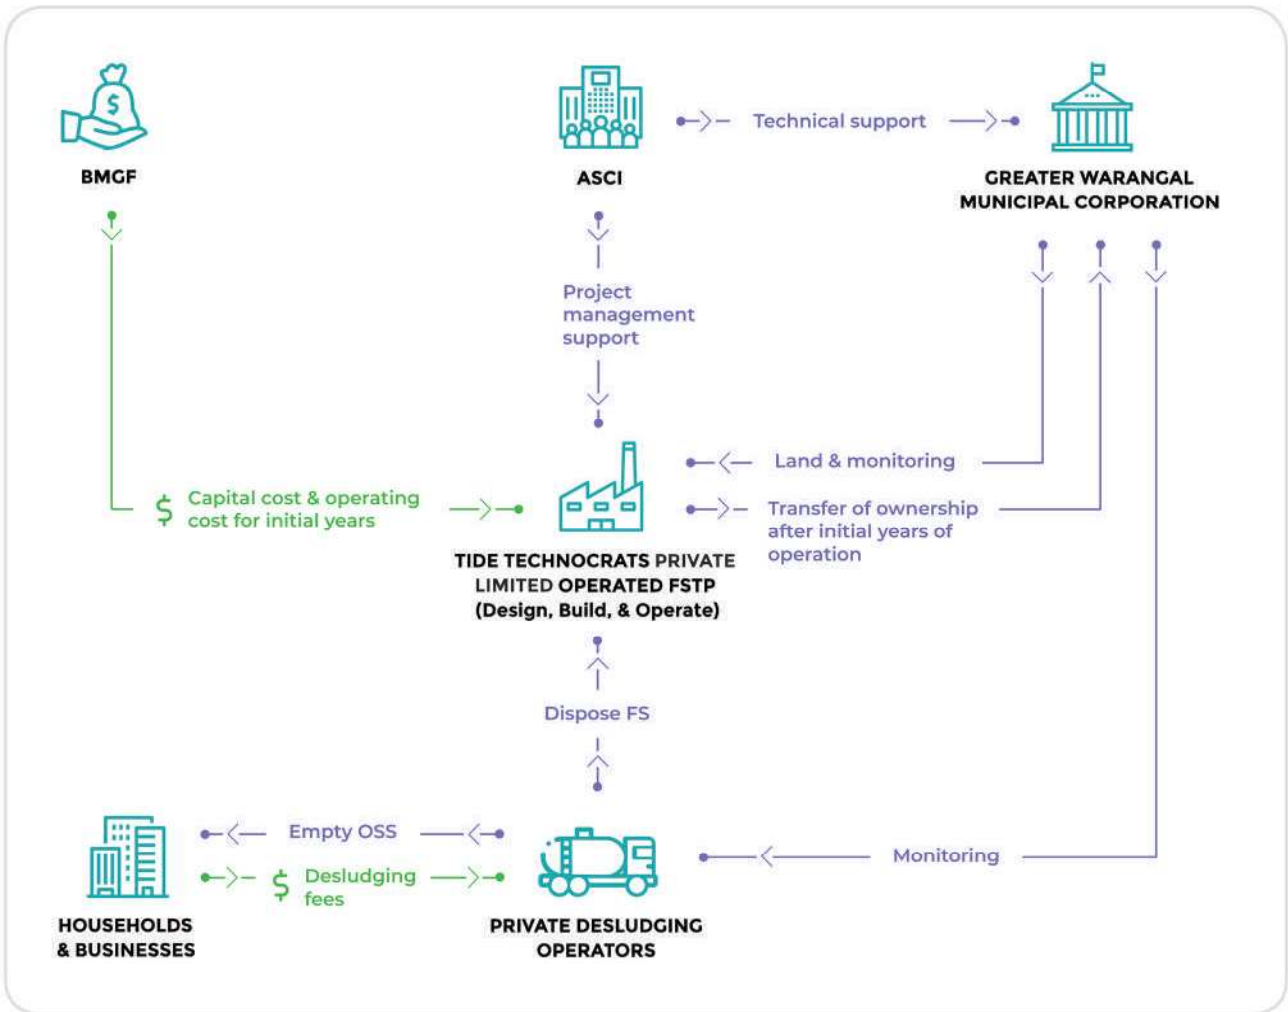 BMGF
ASCI
Technical support
GREATER WARANGAL
MUNICIPAL CORPORATION
Project
management
support
Land & monitoring
$ Capital cost & operating
cost for initial years
Transfer of ownership
after initial years of
operation
TIDE TECHNOCRATS PRIVATE
LIMITED OPERATED FSTP
(Design, Build, & Operate)
Dispose FS
Empty OSS
$ Desludging
fees
Monitoring
HOUSEHOLDS
& BUSINESSES
PRIVATE DESLUDGING
OPERATORS